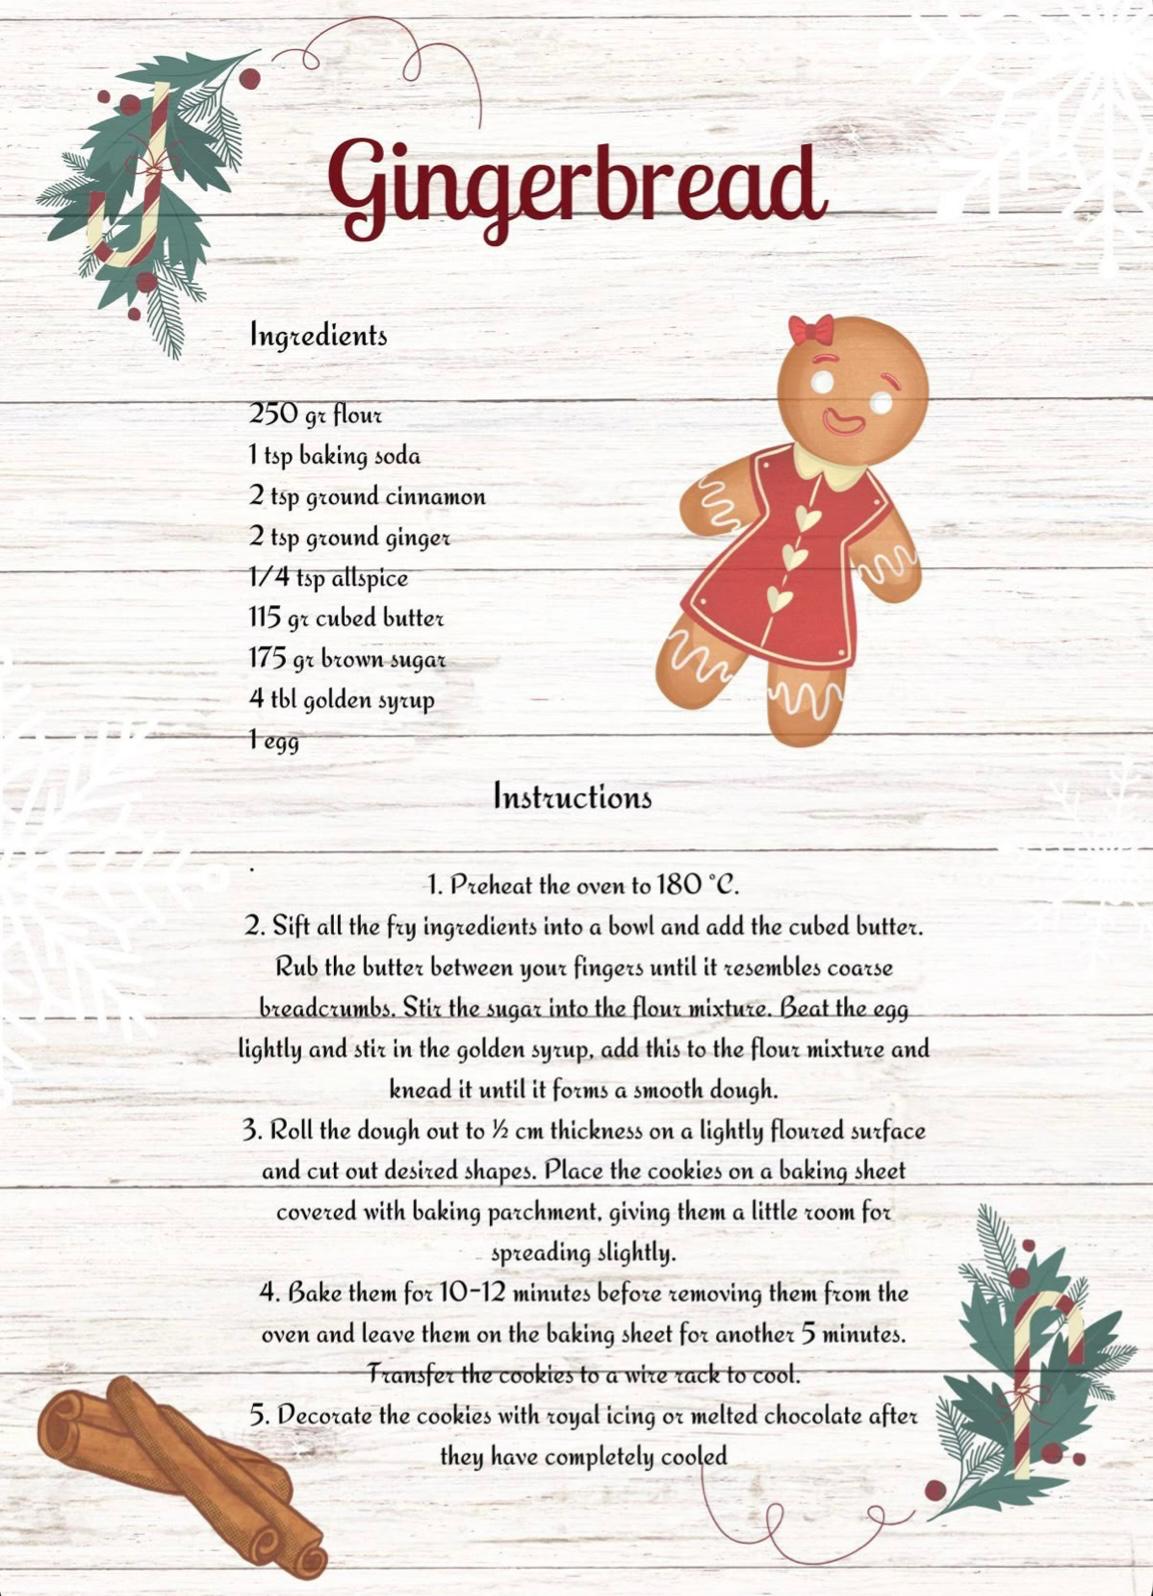 Gingerbread
Ingredients
250 gr flour
1 tsp baking soda
2 tsp ground cinnamon
2 tsp ground ginger
1/4 tsp allspice
115 gr cubed butter
175 gr brown sugar
4 tbl golden syrup
1 egg
Instructions
.
1. Preheat the oven to 180 °C.
2. Sift all the fry ingredients into a bowl and add the cubed butter.
Rub the butter between your fingers until it resembles coarse
breadcrumbs. Stir the sugar into the flour mixture. Beat the egg
lightly and stir in the golden syrup, add this to the flour mixture and
knead it until it forms a smooth dough.
3. Roll the dough out to ½ cm thickness on a lightly floured surface
and cut out desired shapes. Place the cookies on a baking sheet
covered with baking parchment, giving them a little room for
spreading slightly.
4. Bake them for 10-12 minutes before removing them from the
oven and leave them on the baking sheet for another 5 minutes.
Transfer the cookies to a wire rack to cool.
5. Decorate the cookies with royal icing or melted chocolate after
they have completely cooled